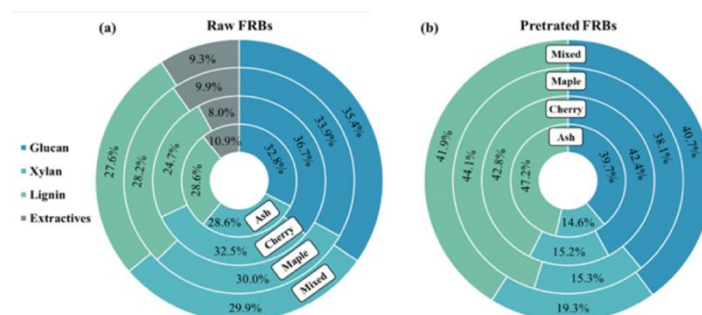 (a) Raw FRBs
(b) Pretrated FRBs
Glucan
Xylan
Lignin
Extractives
9.3%
9.9%
8.0%
10.9%
35.4%
33.9%
36.7%
32.8%
27.6%
28.2%
24.7%
28.6%
28.6%
32.5%
30.0%
29.9%
Ash
Cherry
Maple
Mixed
Mixed
Maple
Cherry
Ash
41.9%
44.1%
42.8%
47.2%
40.7%
38.1%
42.4%
39.7%
14.6%
15.2%
15.3%
19.3%